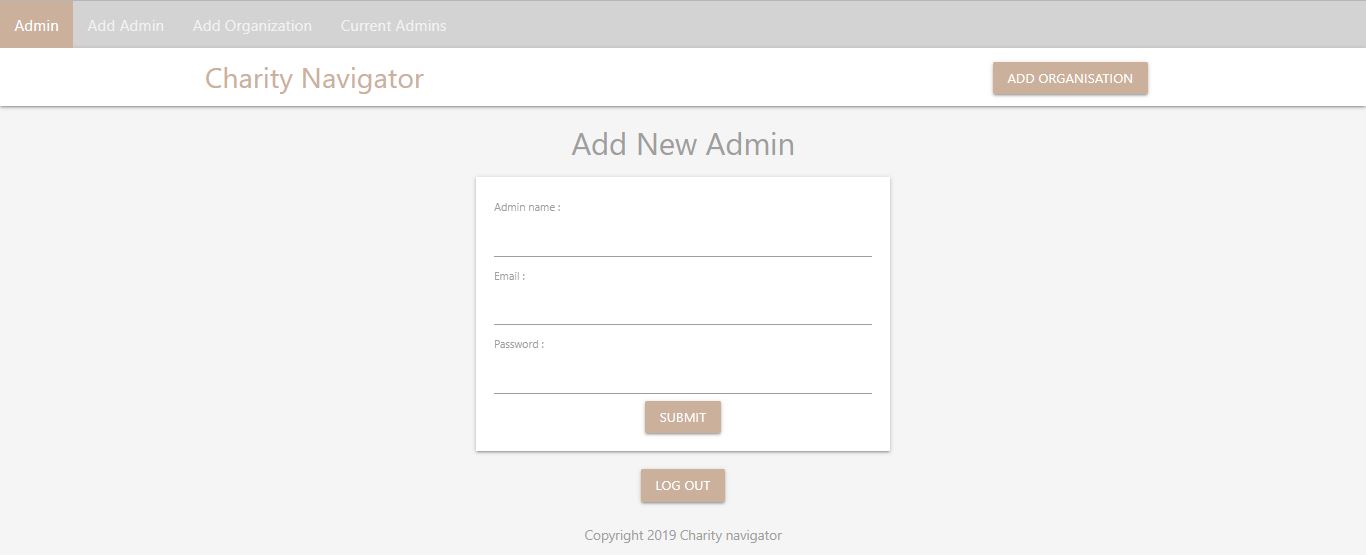 Admin Add Admin Add Organization Current Admins
Charity Navigator ADD ORGANISATION
Add New Admin
Admin name :
Email :
Password :
SUBMIT
LOG OUT
Copyright 2019 Charity navigator